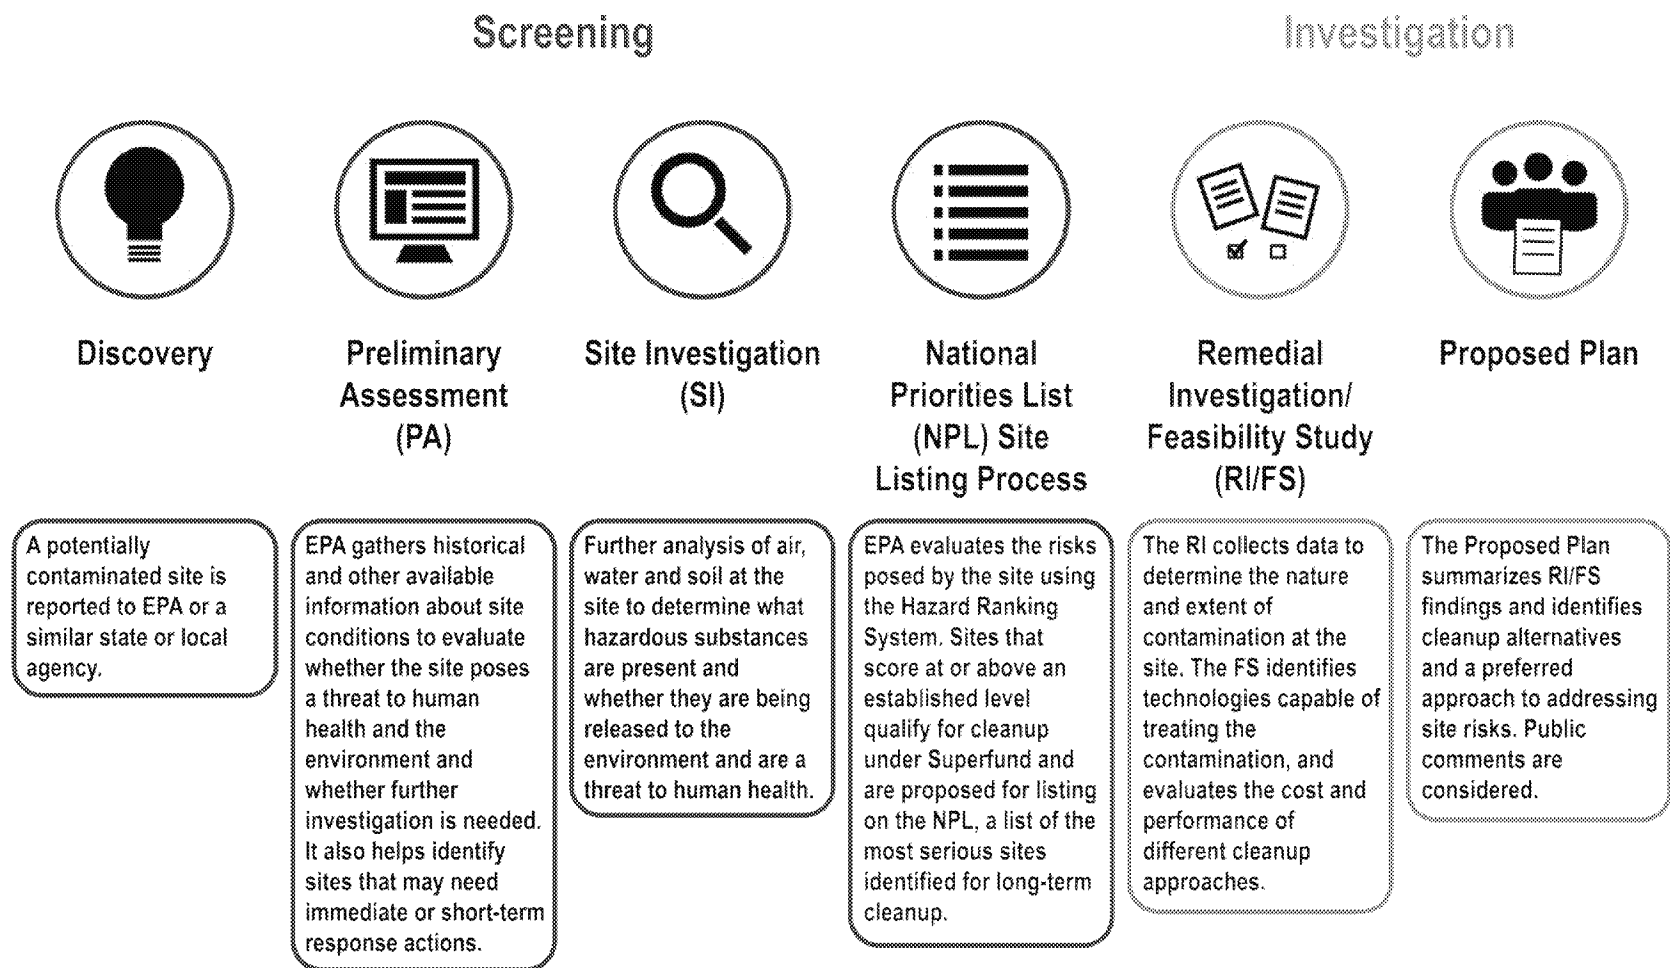 Screening
Investigation
Discovery
Preliminary
Assessment
(PA)
Site Investigation
(SI)
National
Priorities List
(NPL) Site
Listing Process
Remedial
Investigation/
Feasibility Study
(RI/FS)
Proposed Plan
A potentially
contaminated site is
reported to EPA or a
similar state or local
agency.
EPA gathers historical
and other available
information about site
conditions to evaluate
whether the site poses
a threat to human
health and the
environment and
whether further
investigation is needed.
It also helps identify
sites that may need
immediate or short-term
response actions.
Further analysis of air,
water and soil at the
site to determine what
hazardous substances
are present and
whether they are being
released to the
environment and are a
threat to human health.
EPA evaluates the risks
posed by the site using
the Hazard Ranking
System. Sites that
score at or above an
established level
qualify for cleanup
under Superfund and
are proposed for listing
on the NPL, a list of the
most serious sites
identified for long-term
cleanup.
The RI collects data to
determine the nature
and extent of
contamination at the
site. The FS identifies
technologies capable of
treating the
contamination, and
evaluates the cost and
performance of
different cleanup
approaches.
The Proposed Plan
summarizes RI/FS
findings and identifies
cleanup alternatives
and a preferred
approach to addressing
site risks. Public
comments are
considered.